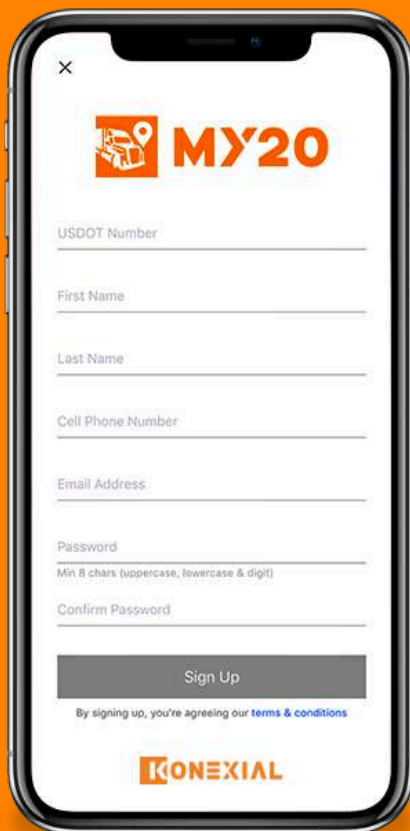 MY20
USDOT Number
First Name
Last Name
Cell Phone Number
Email Address
Password
Min 8 chars (uppercase, lowercase & digit)
Confirm Password
Sign Up
By signing up, you're agreeing our terms & conditions
KONEXIAL